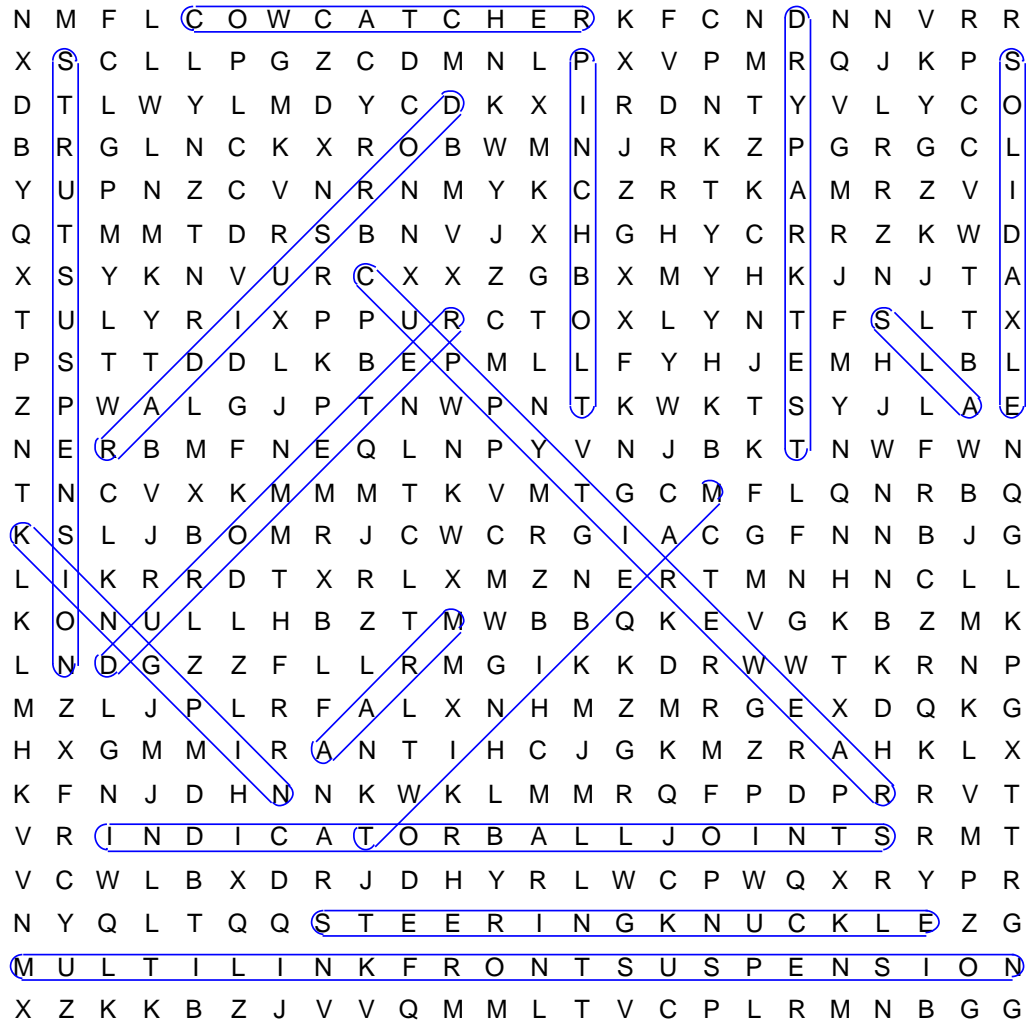 N M F L C O W C A T C H E R K F C N D N N V R R
X S C L L P G Z C D M N L P X V P M R Q J K P S
D T L W Y L M D Y C D K X I R D N T Y V L Y C O
B R G L N C K X R O B W M N J R K Z P G R G C L
Y U P N Z C V N R N M Y K C Z R T K A M R Z V I
Q T M M T D R S B N V J X H G H Y C R R Z K W D
X S Y K N V U R C X X Z G B X M Y H K J N J T A
T U L Y R I X P P U R C T O X L Y N T F S L T X
P S T T D D L K B E P M L L F Y H J E M H L B L
Z P W A L G J P T N W P N T K W K T S Y J L A E
N E R B M F N E Q L N P Y V N J B K T N W F W N
T N C V X K M M M T K V M T G C M F L Q N R B Q
K S L J B O M R J C W C R G I A C G F N N B J G
L I K R R D T X R L X M Z N E R T M N H N C L L
K O N U L L H B Z T M W B B Q K E V G K B Z M K
L N D G Z Z F L L R M G I K K D R W W T K R N P
M Z L J P L R F A L X N H M Z M R G E X D Q K G
H X G M M I R A N T I H C J G K M Z R A H K L X
K F N J D H N N K W K L M M R Q F P D P R R V T
V R I N D I C A T O R B A L L J O I N T S R M T
V C W L B X D R J D H Y R L W C P W Q X R Y P R
N Y Q L T Q Q S T E E R I N G K N U C K L E Z G
M U L T I L I N K F R O N T S U S P E N S I O N
X Z K K B Z J V V Q M M L T V C P L R M N B G G